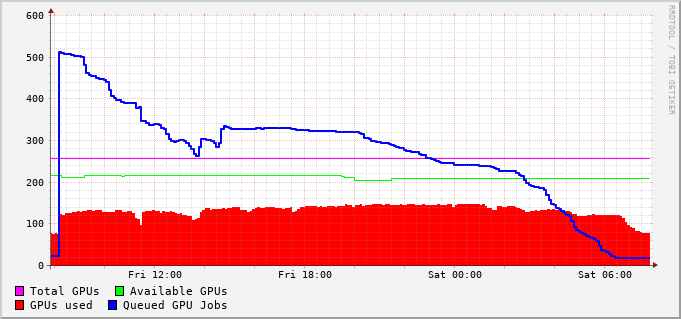 600
500
400
300
200
100
0
Fri 12:00 Fri 18:00 Sat 00:00 Sat 06:00
Total GPUs Available GPUs
GPUs used Queued GPU Jobs
RRDTOOL / TOBI OETIKER